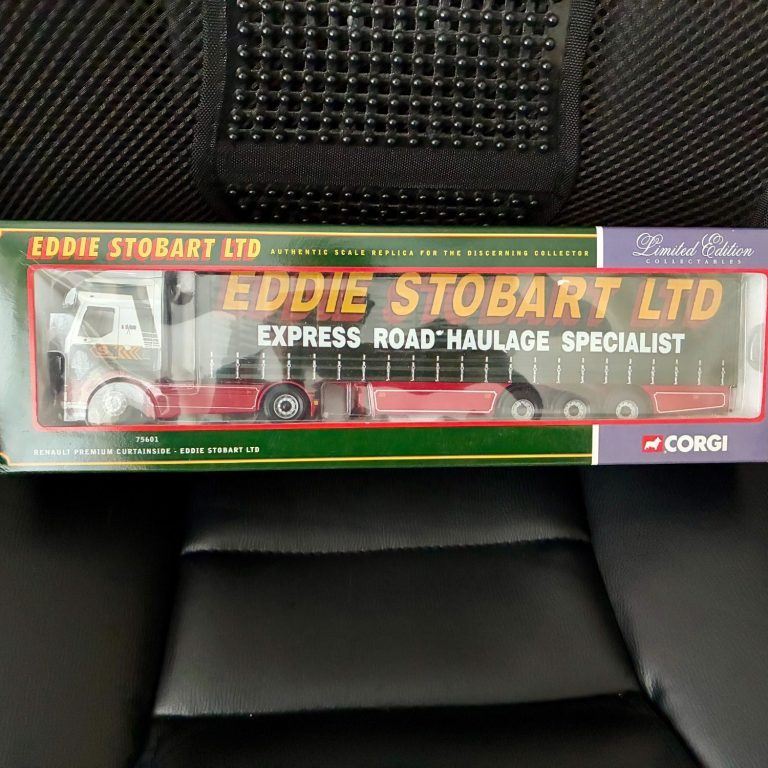 EDDIE STOBART LTD AUTHENTIC SCALE REPLICA FOR THE DISCERNING COLLECTOR
Limited Edition
COLLECTABLES
EDDIE STOBART LTD
EXPRESS ROAD HAULAGE SPECIALIST
75601
RENAULT PREMIUM CURTAINSIDE - EDDIE STOBART LTD
CORGI